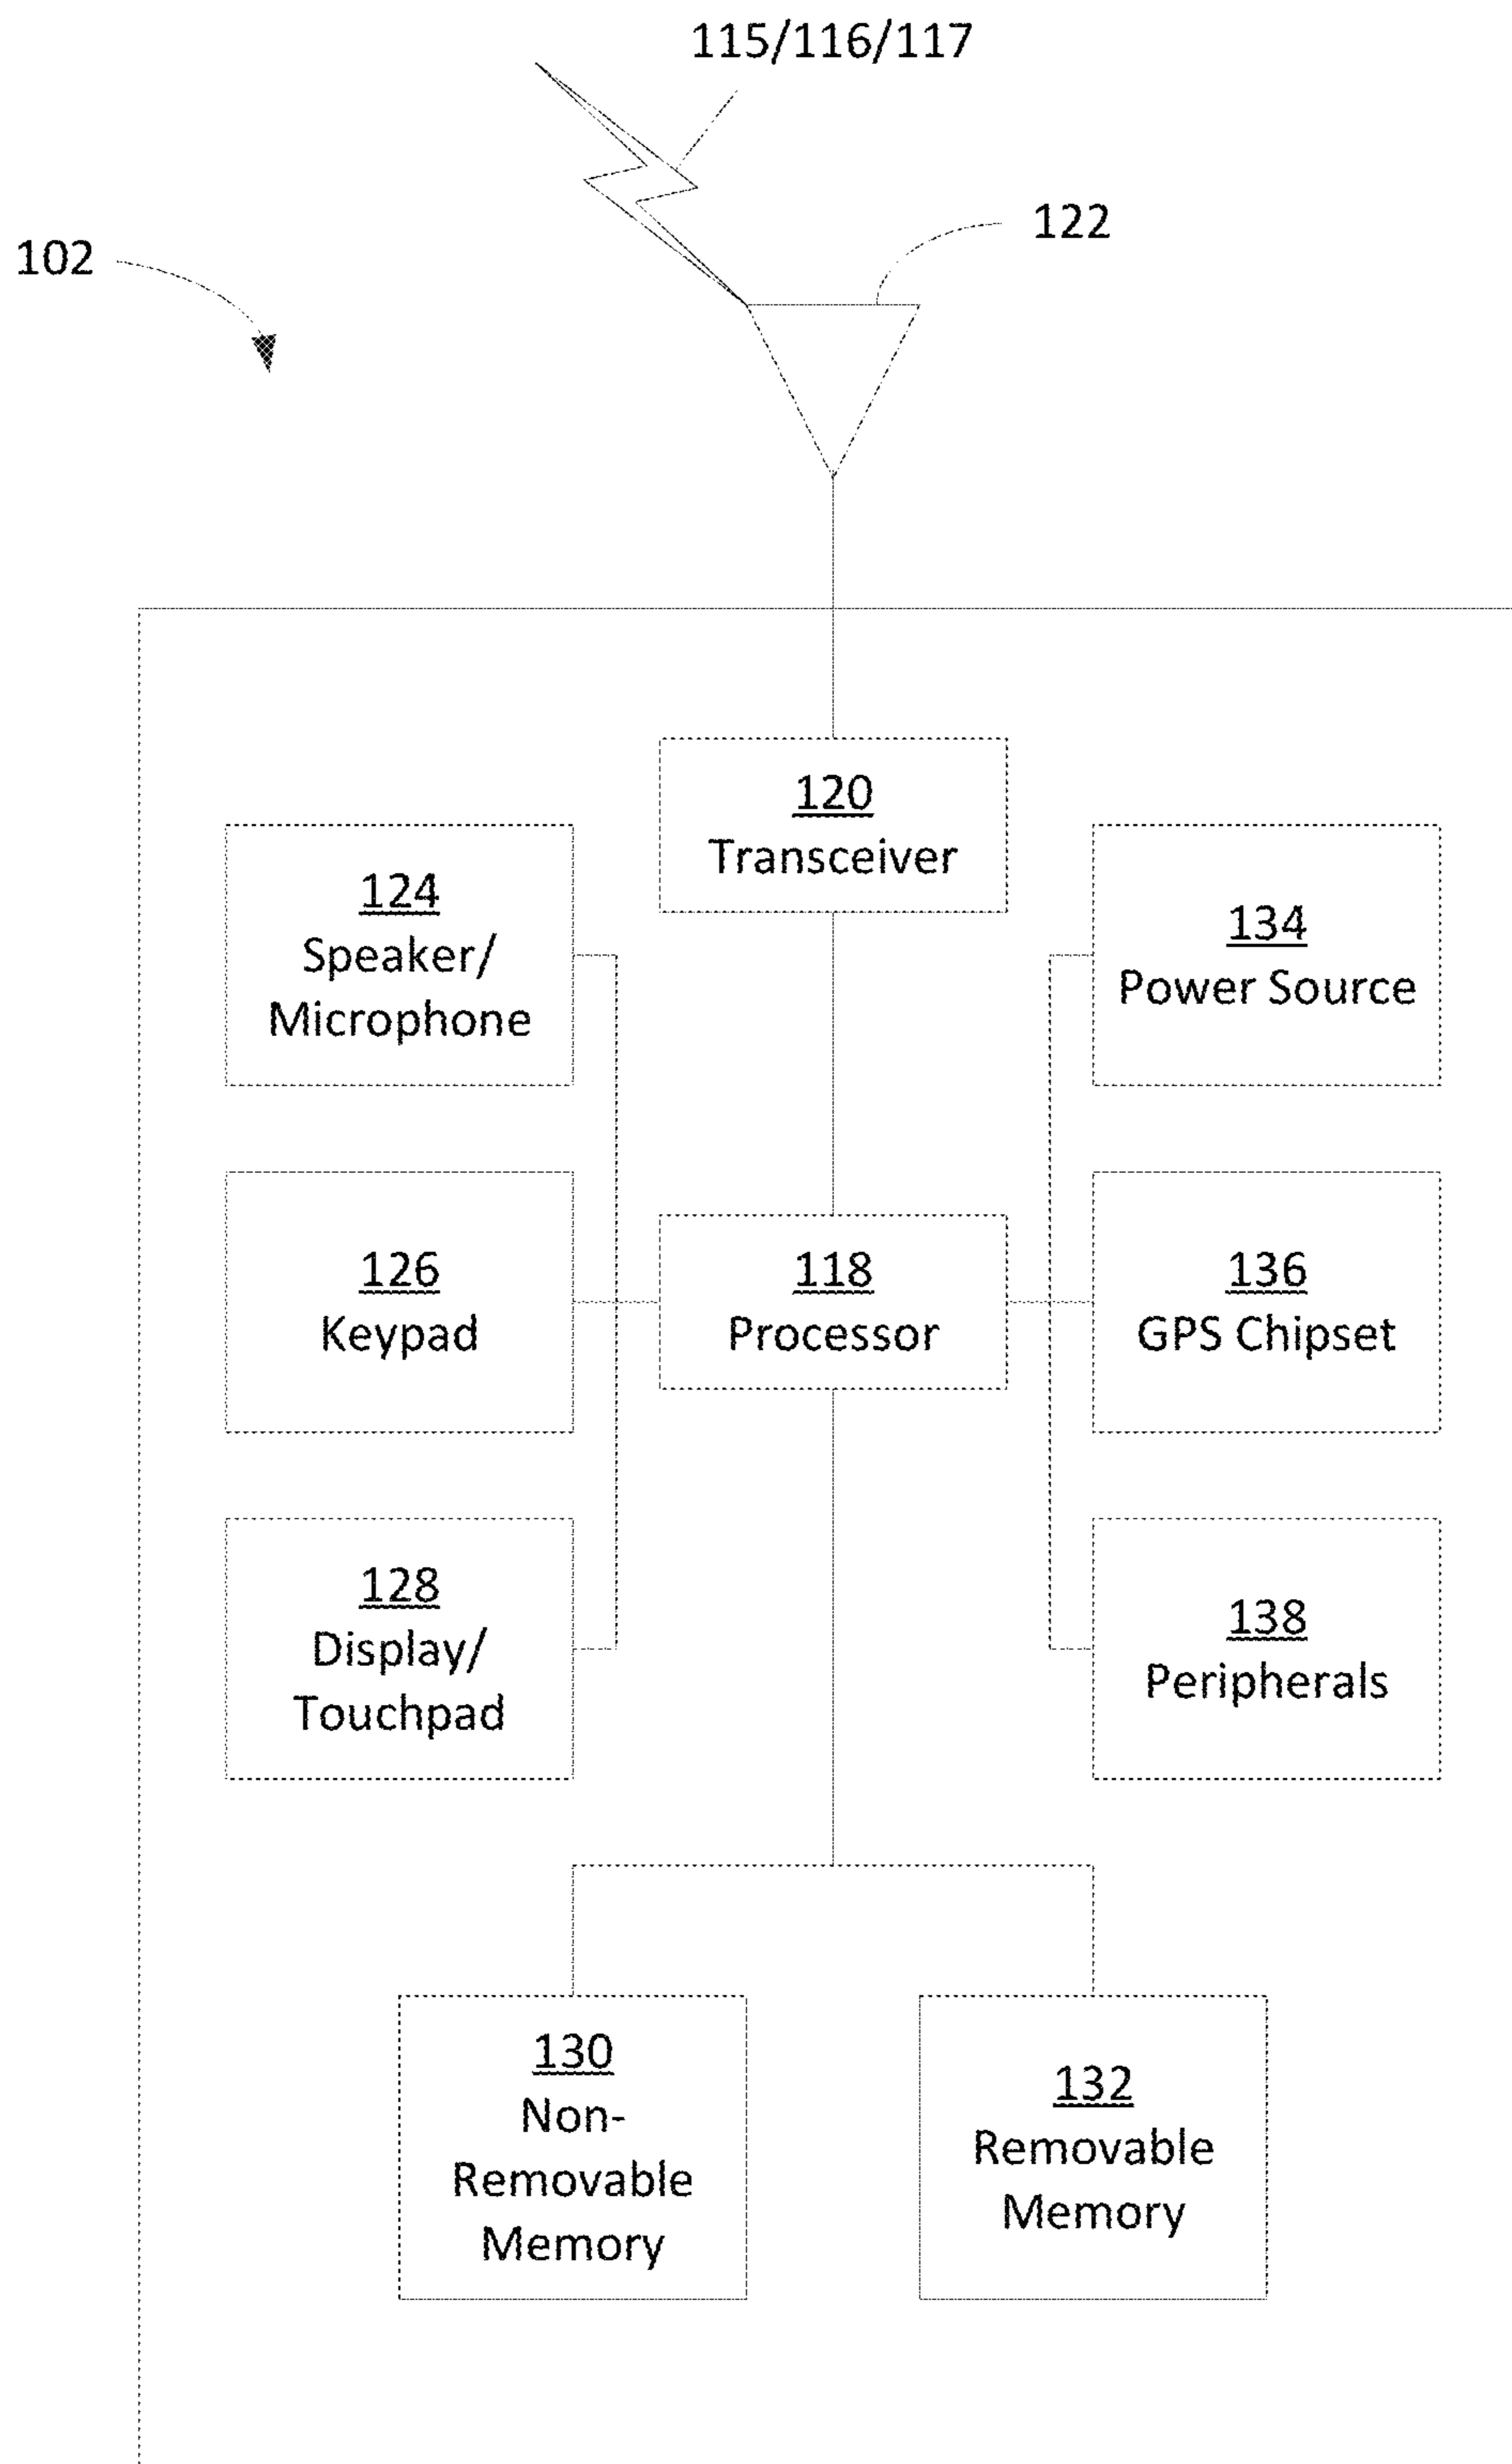 115/116/117
122
102
120
Transceiver
124
Speaker/
Microphone
134
Power Source
126
Keypad
118
Processor
136
GPS Chipset
128
Display/
Touchpad
138
Peripherals
130
Non-
Removable
Memory
132
Removable
Memory